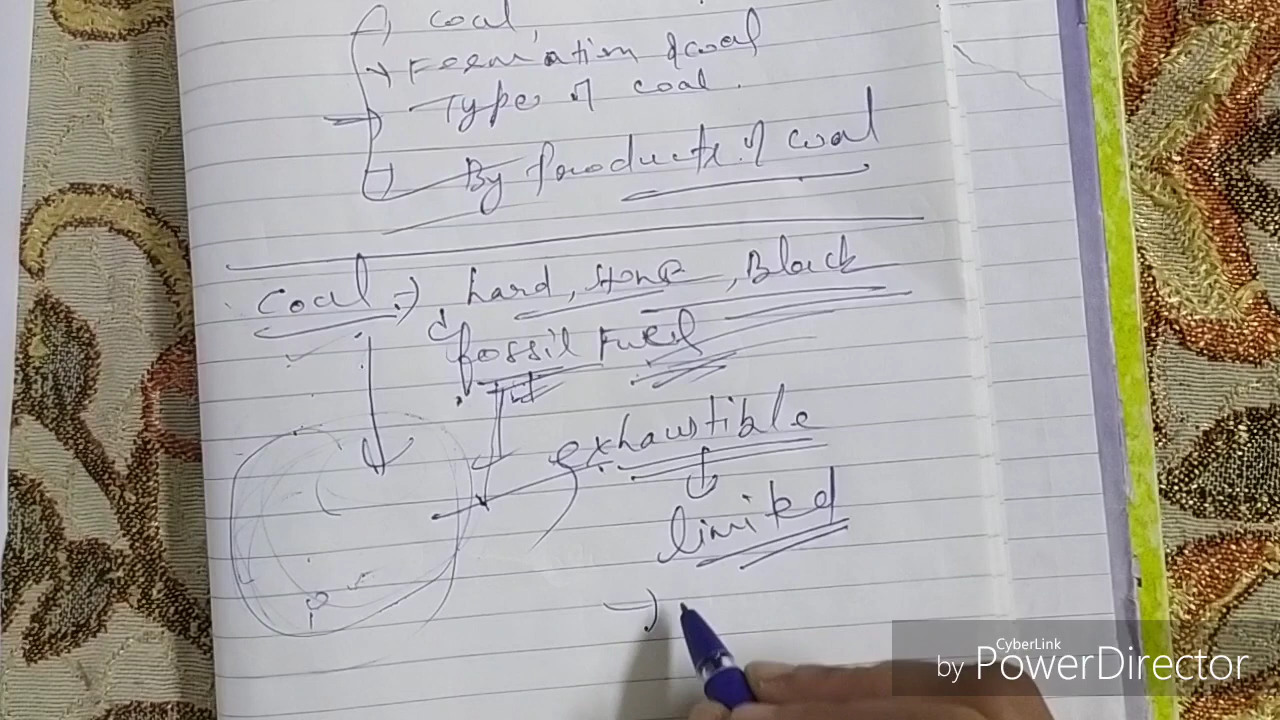 coal,
Formation of coal
Types of coal.
By products of coal
coal :-) hard, stone, Black
fossil Fuel
exhaustible
limited
CyberLink
by PowerDirector